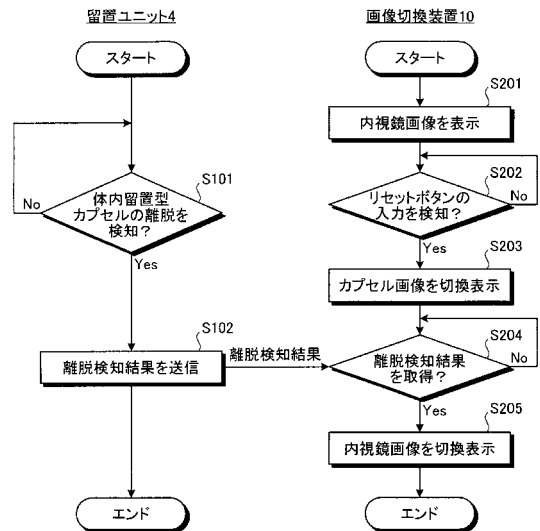 留置ユニット4
スタート
No
S101
体内留置型
カプセルの離脱を
検知？
Yes
S102
離脱検知結果を送信
離脱検知結果
エンド
画像切換装置10
スタート
S201
内視鏡画像を表示
S202
リセットボタンの
入力を検知？
No
Yes
S203
カプセル画像を切換表示
S204
離脱検知結果
を取得？
No
Yes
S205
内視鏡画像を切換表示
エンド